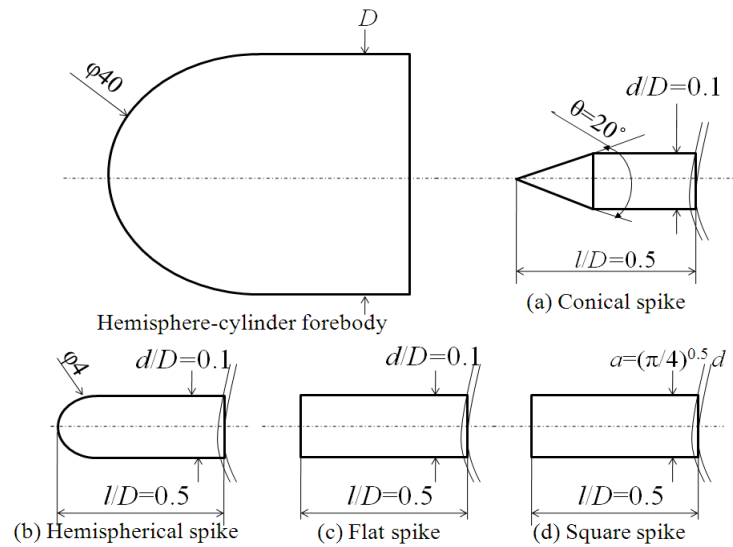 D
φ40
d/D=0.1
θ=20°
l/D=0.5
(a) Conical spike
Hemisphere-cylinder forebody
φ4
d/D=0.1
l/D=0.5
(b) Hemispherical spike
d/D=0.1
l/D=0.5
(c) Flat spike
a=(π/4)^0.5 d
l/D=0.5
(d) Square spike